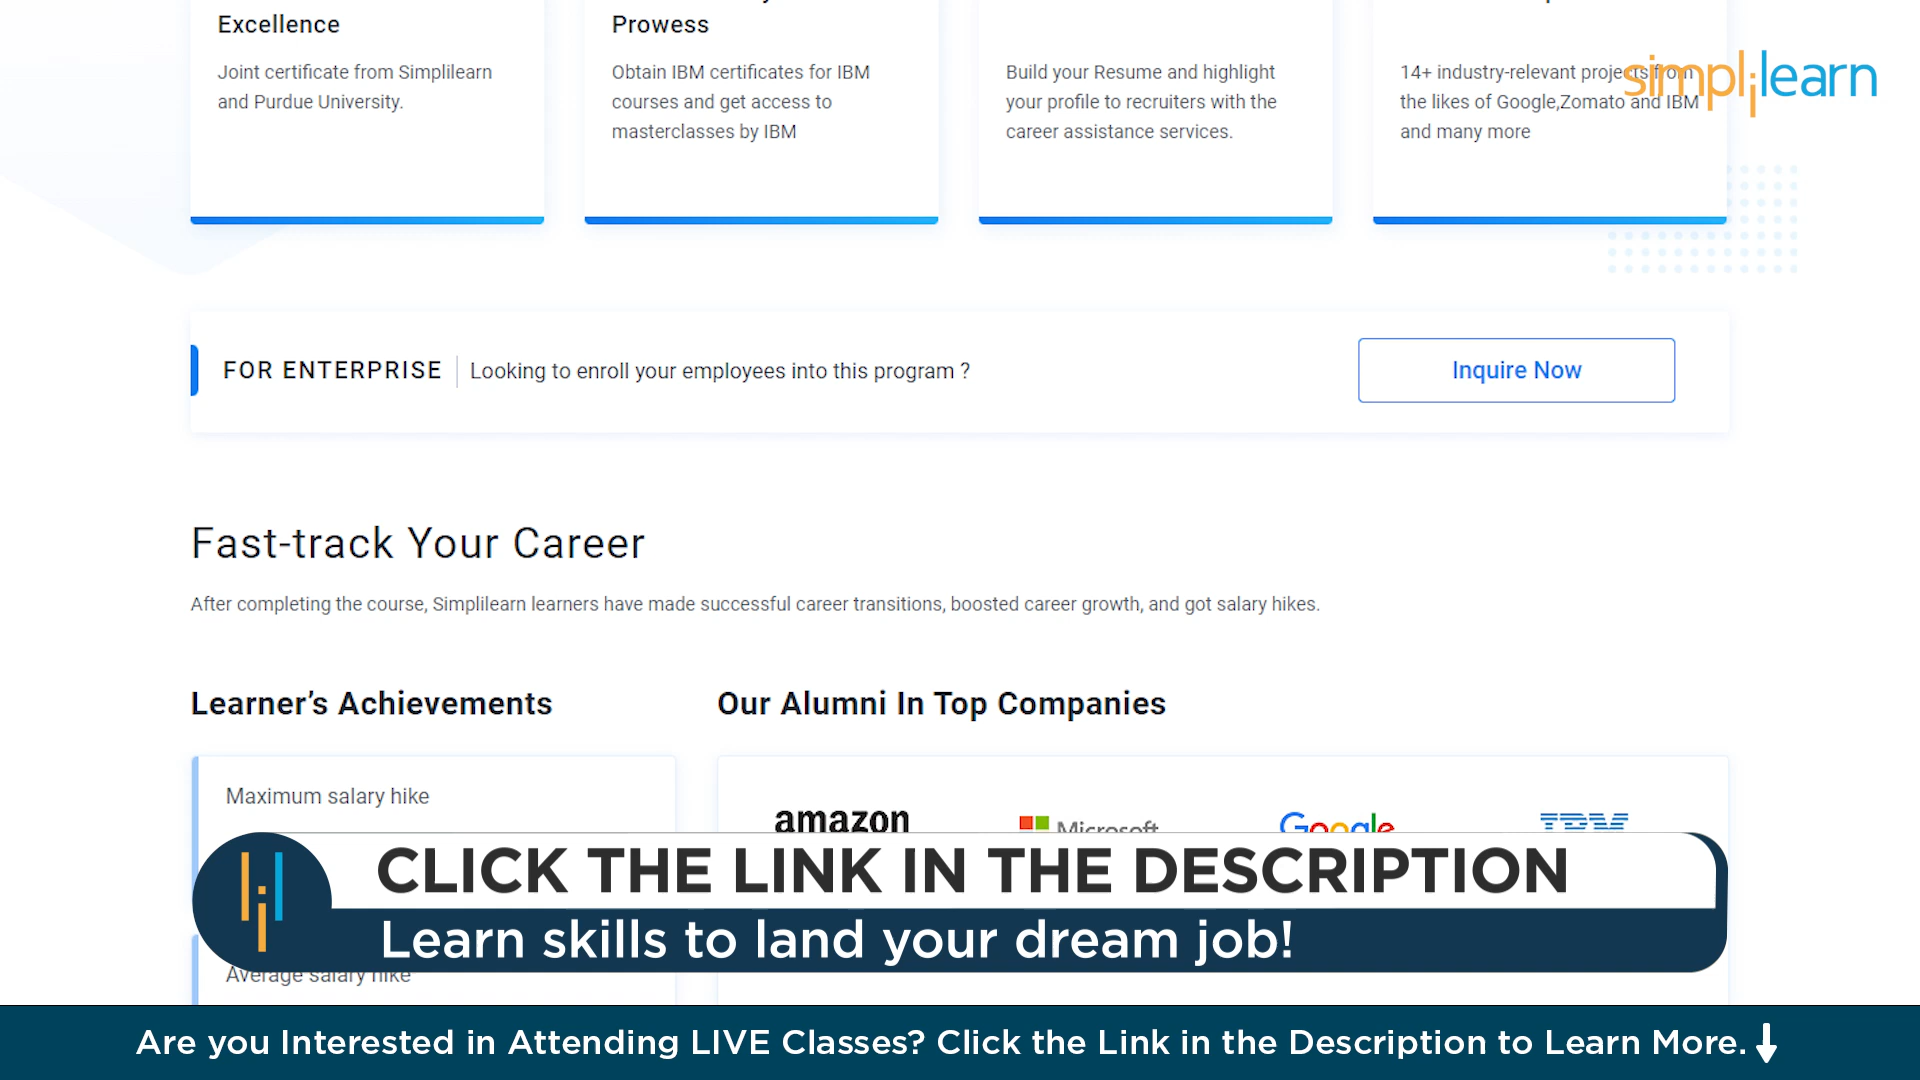 Excellence
Joint certificate from Simplilearn
and Purdue University.
Prowess
Obtain IBM certificates for IBM
courses and get access to
masterclasses by IBM
Build your Resume and highlight
your profile to recruiters with the
career assistance services.
14+ industry-relevant projects from
the likes of Google,Zomato and IBM
and many more
simplilearn
FOR ENTERPRISE
Looking to enroll your employees into this program ?
Inquire Now
Fast-track Your Career
After completing the course, Simplilearn learners have made successful career transitions, boosted career growth, and got salary hikes.
Learner’s Achievements
Our Alumni In Top Companies
Maximum salary hike
amazon
Microsoft
Google
IBM
CLICK THE LINK IN THE DESCRIPTION
Learn skills to land your dream job!
Average salary hike
Are you Interested in Attending LIVE Classes? Click the Link in the Description to Learn More.